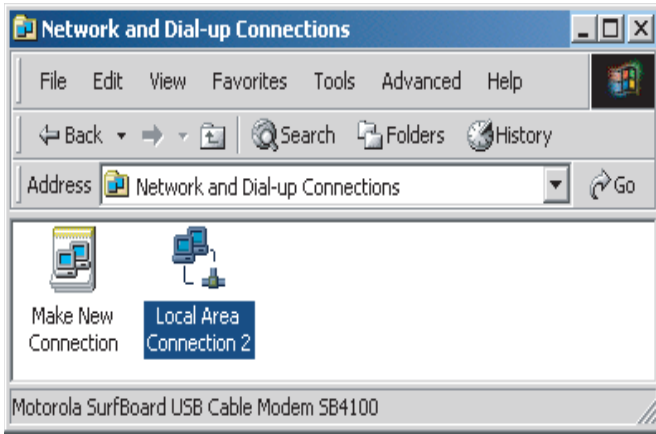 Network and Dial-up Connections
File Edit View Favorites Tools Advanced Help
Back Search Folders History
Address Network and Dial-up Connections Go
Make New Connection
Local Area Connection 2
Motorola SurfBoard USB Cable Modem SB4100